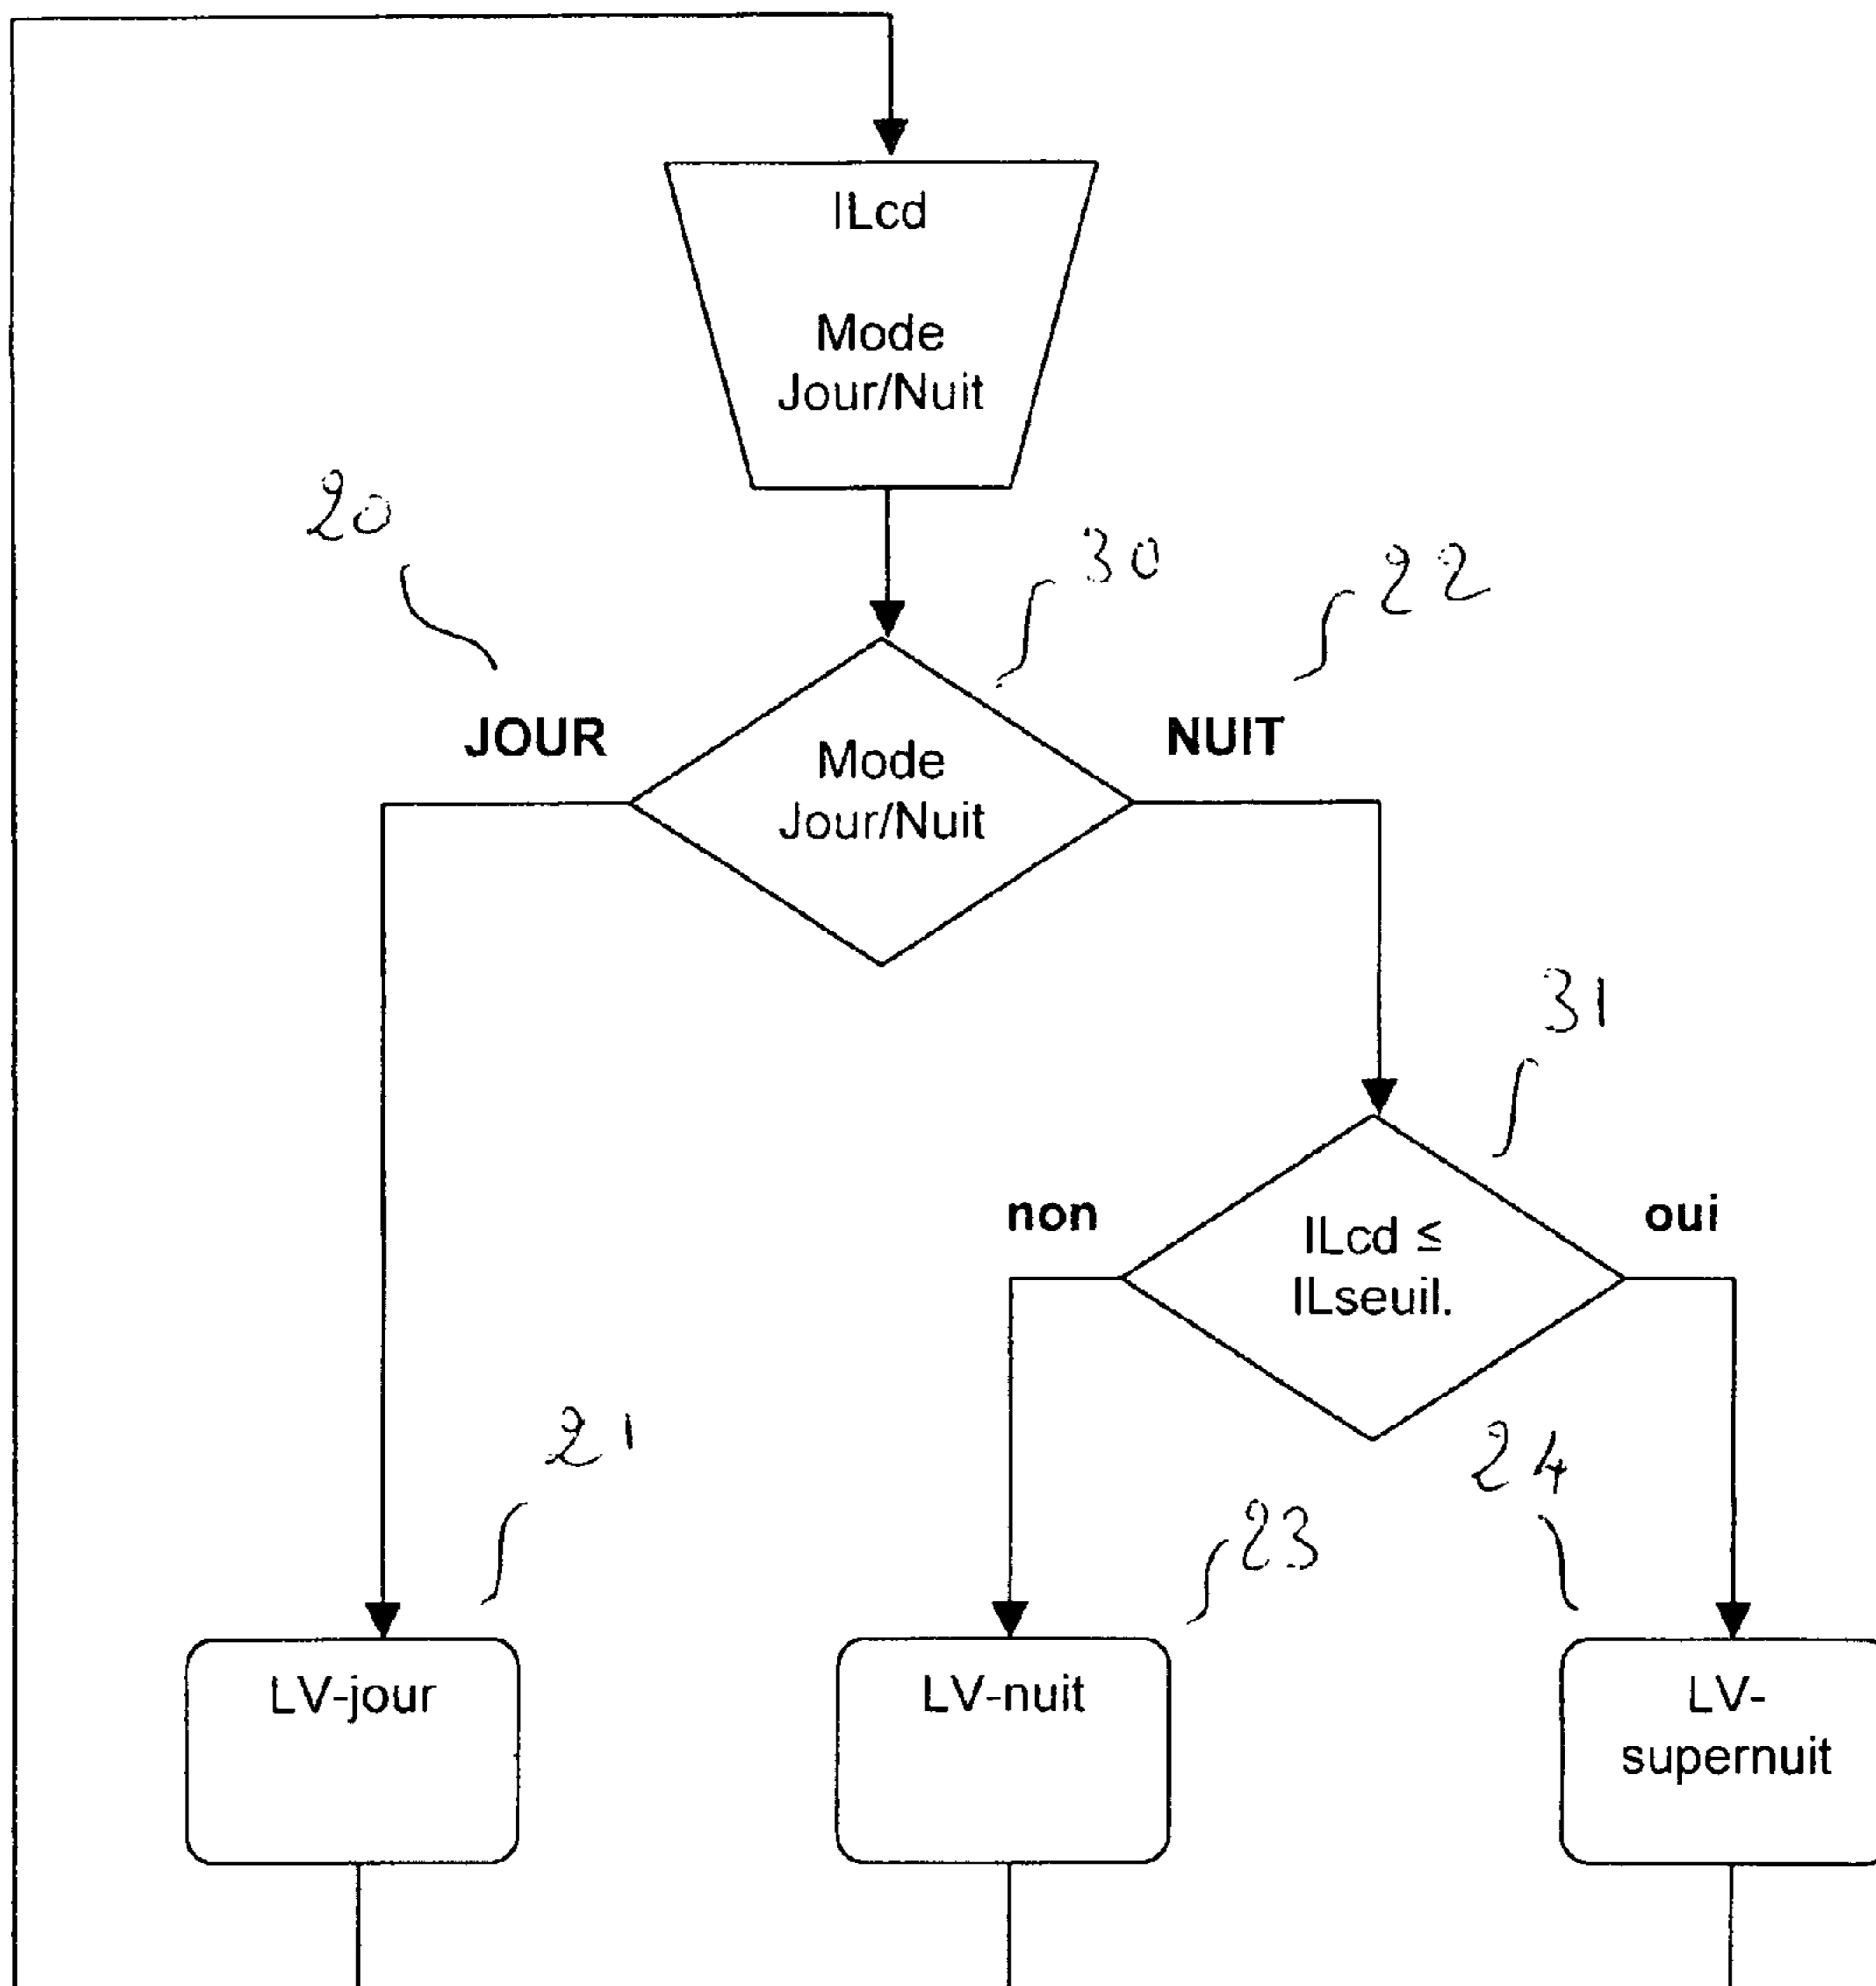 ILcd
Mode
Jour/Nuit
20
30
22
JOUR
NUIT
Mode
Jour/Nuit
31
non
oui
ILcd ≤
ILseuil.
21
24
23
LV-jour
LV-nuit
LV-
supernuit